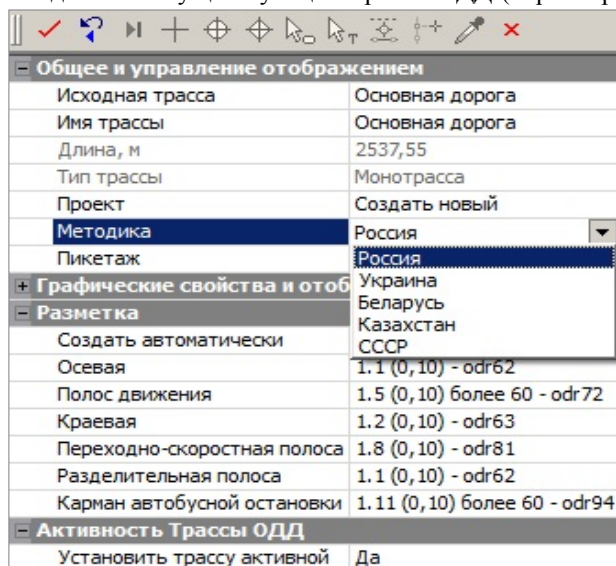 Общее и управление отображением
Исходная трасса Основная дорога
Имя трассы Основная дорога
Длина, м 2537,55
Тип трассы Монотрасса
Проект Создать новый
Методика Россия
Пикетаж Россия
Украина
Графические свойства и отоб
Беларусь
Разметка
Казахстан
Создать автоматически СССР
Осевая 1.1 (0,10) - odr62
Полос движения 1.5 (0,10) более 60 - odr72
Краевая 1.2 (0,10) - odr63
Переходно-скоростная полоса 1.8 (0,10) - odr81
Разделительная полоса 1.1 (0,10) - odr62
Карман автобусной остановки 1.11 (0,10) более 60 - odr94
Активность Трассы ОДД
Установить трассу активной Да